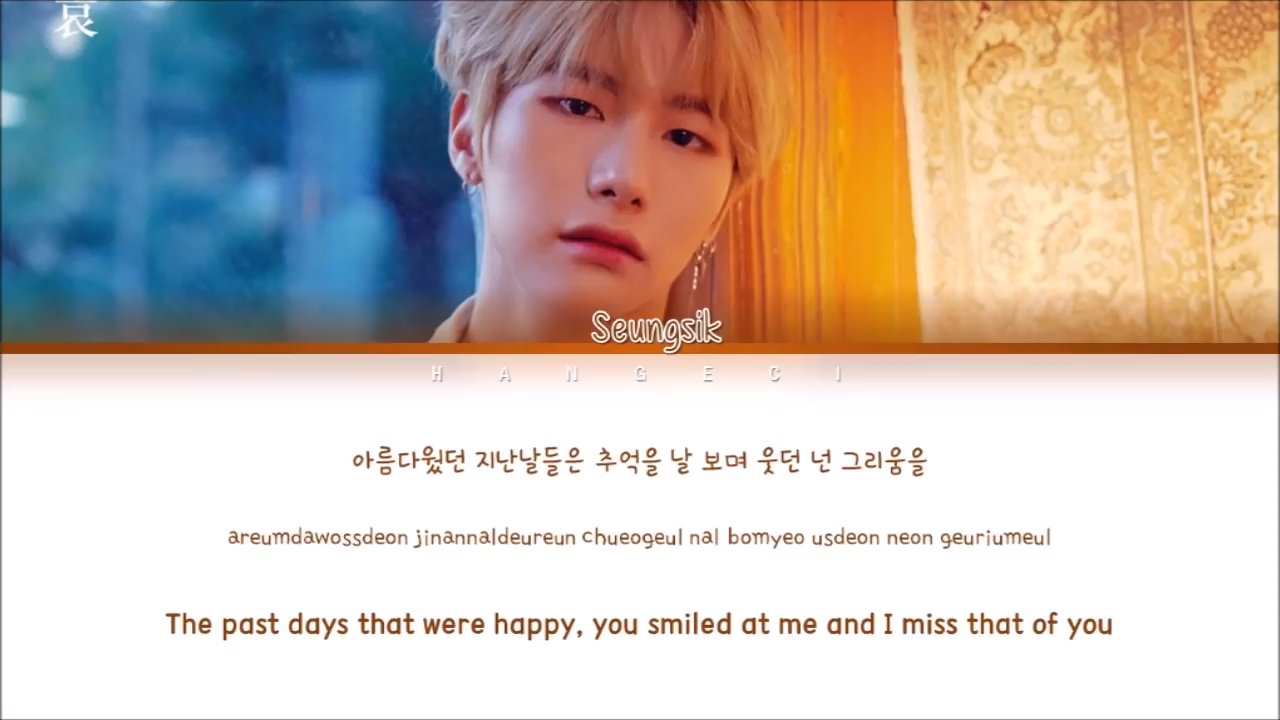 哀
Seungsik
HANGECI
아름다웠던 지난날들은 추억을 날 보며 웃던 넌 그리움을
areumdawossdeon jinannaldeureun chueogeul nal bomyeo usdeon neon geuriumeul
The past days that were happy, you smiled at me and I miss that of you